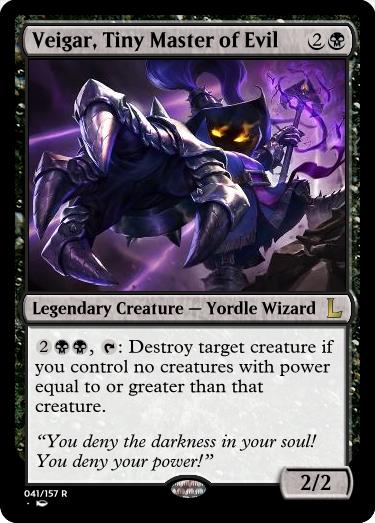 Veigar, Tiny Master of Evil 2
Legendary Creature — Yordle Wizard L
2, : Destroy target creature if
you control no creatures with power
equal to or greater than that
creature.
“You deny the darkness in your soul!
You deny your power!”
2/2
041/157 R